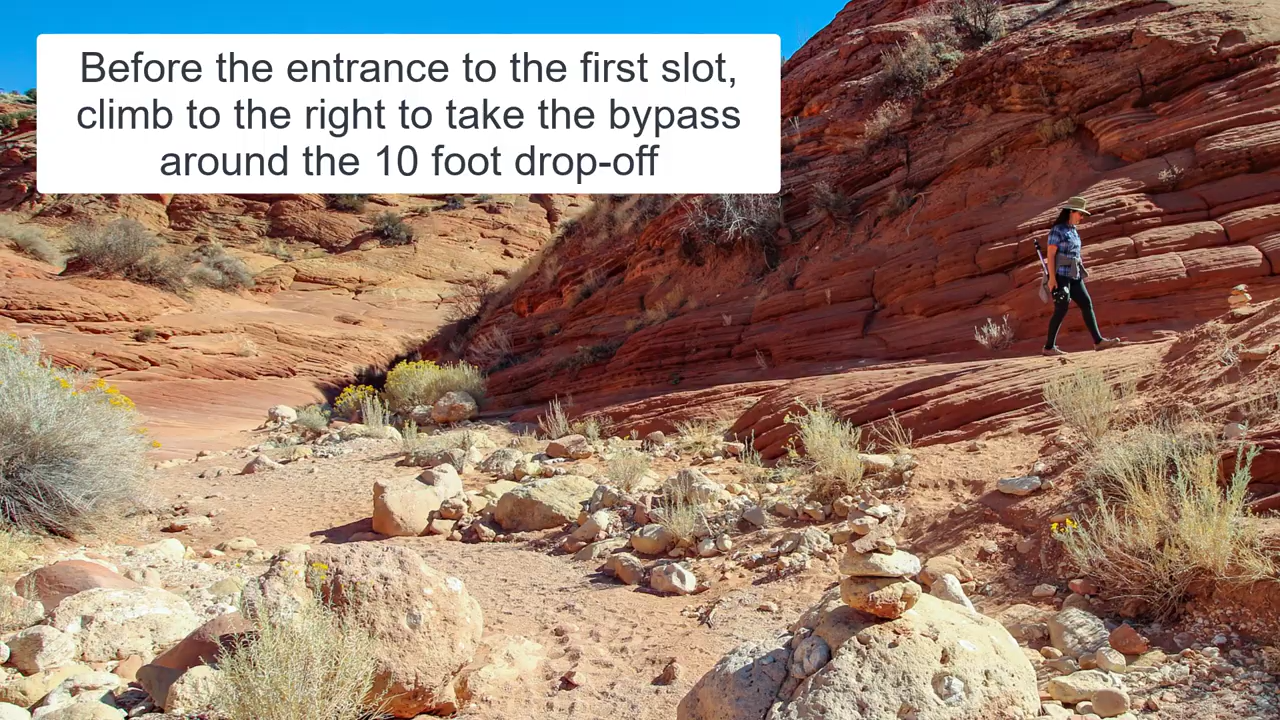 Before the entrance to the first slot,
climb to the right to take the bypass
around the 10 foot drop-off